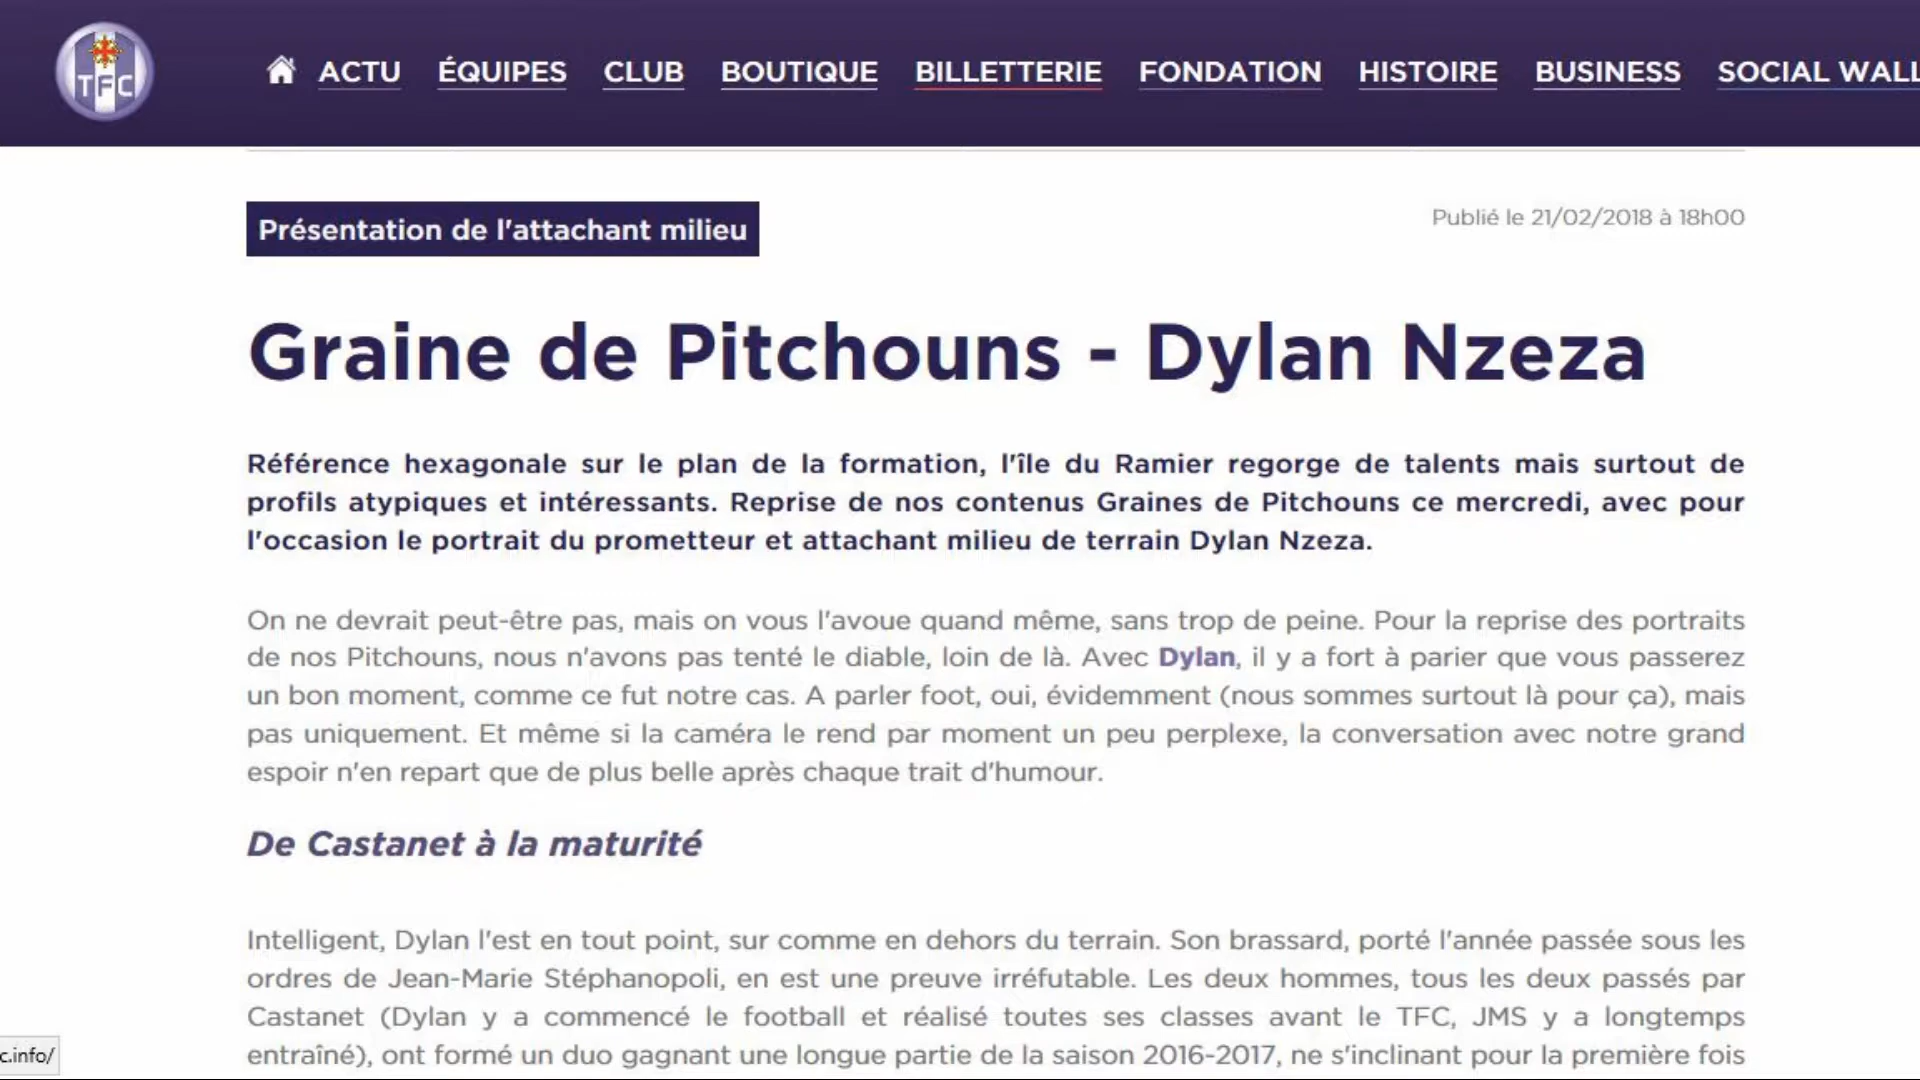 TFC
ACTU ÉQUIPES CLUB BOUTIQUE BILLETTERIE FONDATION HISTOIRE BUSINESS SOCIAL WALL
Présentation de l'attachant milieu
Publié le 21/02/2018 à 18h00
Graine de Pitchouns - Dylan Nzeza
Référence hexagonale sur le plan de la formation, l'île du Ramier regorge de talents mais surtout de
profils atypiques et intéressants. Reprise de nos contenus Graines de Pitchouns ce mercredi, avec pour
l'occasion le portrait du prometteur et attachant milieu de terrain Dylan Nzeza.
On ne devrait peut-être pas, mais on vous l'avoue quand même, sans trop de peine. Pour la reprise des portraits
de nos Pitchouns, nous n'avons pas tenté le diable, loin de là. Avec Dylan, il y a fort à parier que vous passerez
un bon moment, comme ce fut notre cas. A parler foot, oui, évidemment (nous sommes surtout là pour ça), mais
pas uniquement. Et même si la caméra le rend par moment un peu perplexe, la conversation avec notre grand
espoir n'en repart que de plus belle après chaque trait d'humour.
De Castanet à la maturité
Intelligent, Dylan l'est en tout point, sur comme en dehors du terrain. Son brassard, porté l'année passée sous les
ordres de Jean-Marie Stéphanopoli, en est une preuve irréfutable. Les deux hommes, tous les deux passés par
Castanet (Dylan y a commencé le football et réalisé toutes ses classes avant le TFC, JMS y a longtemps
entraîné), ont formé un duo gagnant une longue partie de la saison 2016-2017, ne s'inclinant pour la première fois
c.info/